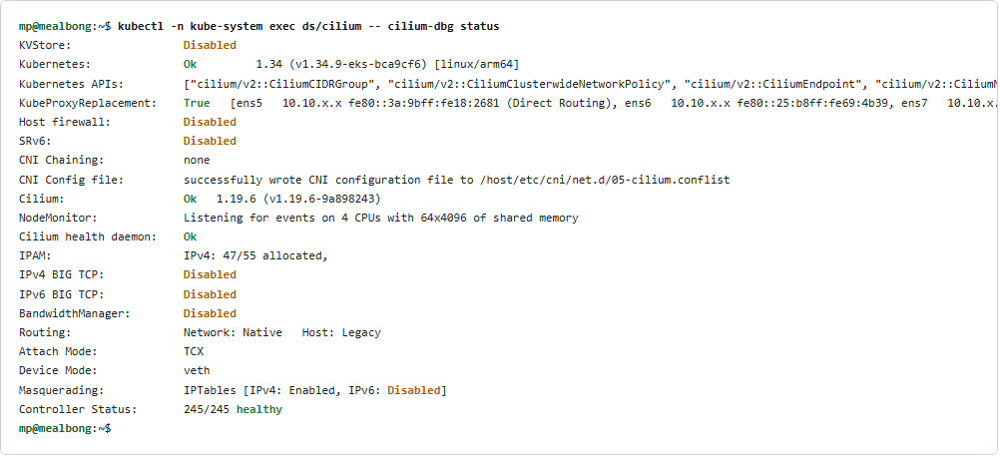 mp@mealbong:~$ kubectl -n kube-system exec ds/cilium -- cilium-dbg status
KVStore: Disabled
Kubernetes: Ok 1.34 (v1.34.9-eks-bca9cf6) [linux/arm64]
Kubernetes APIs: ["cilium/v2::CiliumCIDRGroup", "cilium/v2::CiliumClusterwideNetworkPolicy", "cilium/v2::CiliumEndpoint", "cilium/v2::CiliumN
KubeProxyReplacement: True [ens5 10.10.x.x fe80::3a:9bff:fe18:2681 (Direct Routing), ens6 10.10.x.x fe80::25:b8ff:fe69:4b39, ens7 10.10.x.
Host firewall: Disabled
SRv6: Disabled
CNI Chaining: none
CNI Config file: successfully wrote CNI configuration file to /host/etc/cni/net.d/05-cilium.conflist
Cilium: Ok 1.19.6 (v1.19.6-9a898243)
NodeMonitor: Listening for events on 4 CPUs with 64x4096 of shared memory
Cilium health daemon: Ok
IPAM: IPv4: 47/55 allocated,
IPv4 BIG TCP: Disabled
IPv6 BIG TCP: Disabled
BandwidthManager: Disabled
Routing: Network: Native Host: Legacy
Attach Mode: TCX
Device Mode: veth
Masquerading: IPTables [IPv4: Enabled, IPv6: Disabled]
Controller Status: 245/245 healthy
mp@mealbong:~$